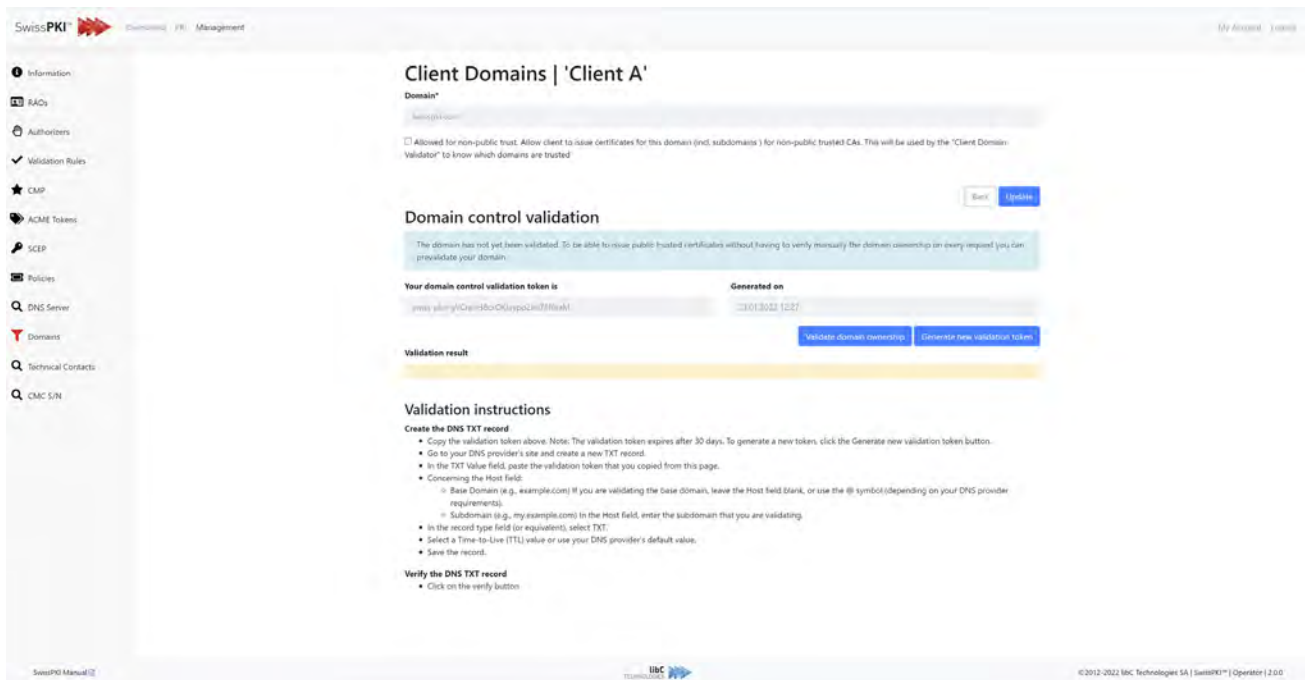 SwissPKI™
PKI
Management
My Account
Logout
Information
RAOs
Authorizers
Validation Rules
CMP
ACME Tokens
SCEP
Policies
DNS Server
Domains
Technical Contacts
CMC S/N
Client Domains | 'Client A'
Domain*
Allowed for non-public trust. Allow client to issue certificates for this domain (incl. subdomains ) for non-public trusted CAs. This will be used by the "Client Domain
Validator" to know which domains are trusted
Back
Update
Domain control validation
The domain has not yet been validated. To be able to issue public trusted certificates without having to verify manually the domain ownership on every request you can
prevalidate your domain.
Your domain control validation token is
Generated on
23.01.2022 12:27
Validate domain ownership
Generate new validation token
Validation result
Validation instructions
Create the DNS TXT record
• Copy the validation token above. Note: The validation token expires after 30 days. To generate a new token, click the Generate new validation token button.
• Go to your DNS provider's site and create a new TXT record.
• In the TXT Value field, paste the validation token that you copied from this page.
• Concerning the Host field:
○ Base Domain (e.g., example.com) If you are validating the base domain, leave the Host field blank, or use the @ symbol (depending on your DNS provider
requirements).
○ Subdomain (e.g., my.example.com) In the Host field, enter the subdomain that you are validating.
• In the record type field (or equivalent), select TXT.
• Select a Time-to-Live (TTL) value or use your DNS provider's default value.
• Save the record.
Verify the DNS TXT record
• Click on the verify button
SwissPKI Manual
libC
TECHNOLOGIES
©2012-2022 libC Technologies SA | SwissPKI™ | Operator | 2.0.0